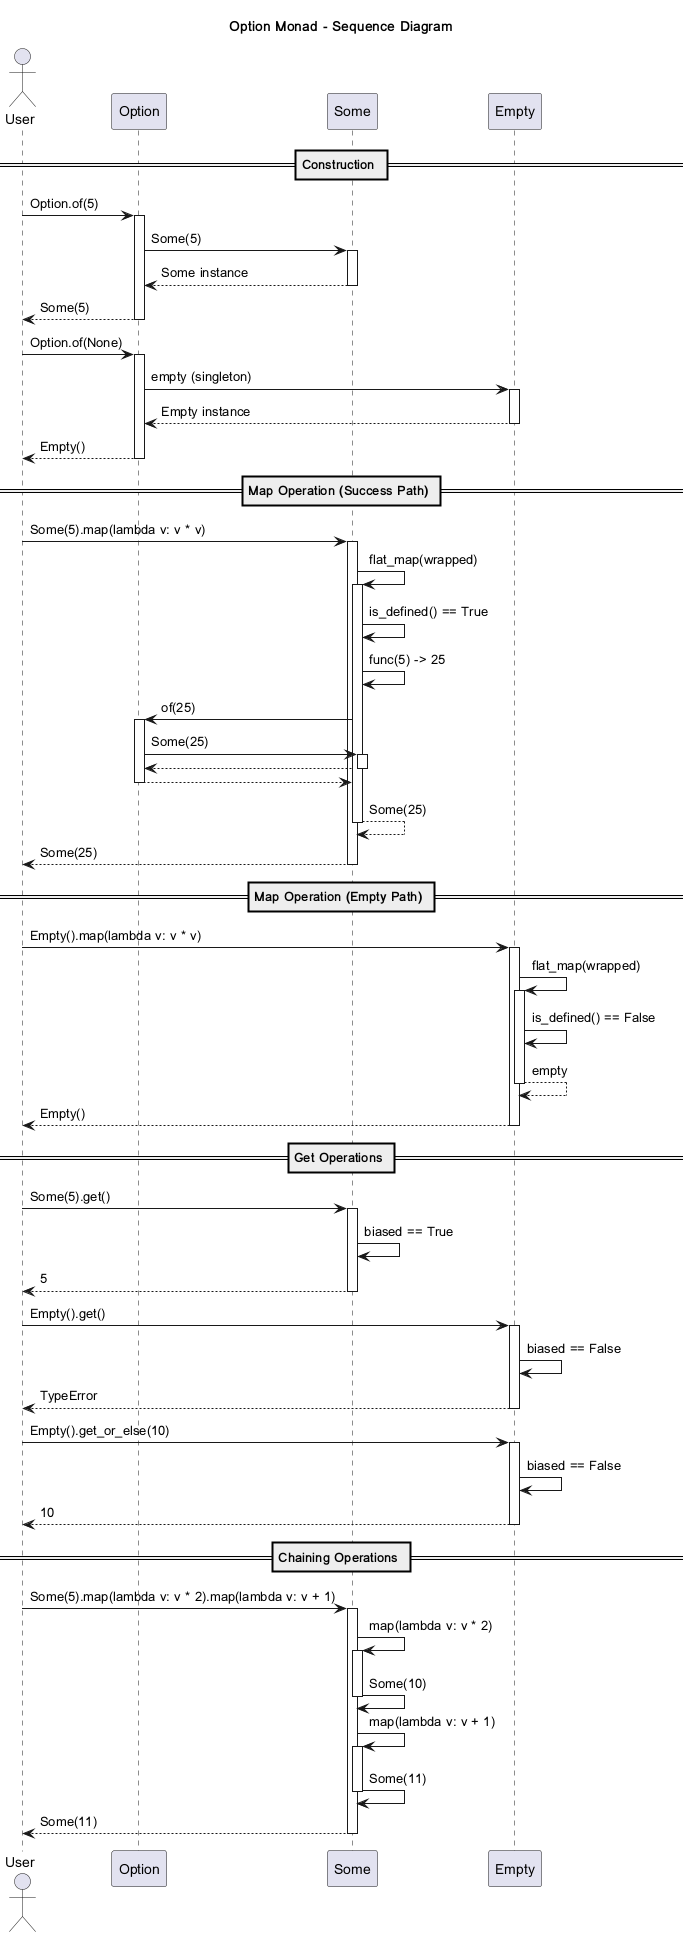 Option Monad - Sequence Diagram
User
Option
Some
Empty
Construction
Option.of(5)
Some(5)
Some instance
Some(5)
Option.of(None)
empty (singleton)
Empty instance
Empty()
Map Operation (Success Path)
Some(5).map(lambda v: v * v)
flat_map(wrapped)
is_defined() == True
func(5) -> 25
of(25)
Some(25)
Some(25)
Some(25)
Map Operation (Empty Path)
Empty().map(lambda v: v * v)
flat_map(wrapped)
is_defined() == False
empty
Empty()
Get Operations
Some(5).get()
biased == True
5
Empty().get()
biased == False
TypeError
Empty().get_or_else(10)
biased == False
10
Chaining Operations
Some(5).map(lambda v: v * 2).map(lambda v: v + 1)
map(lambda v: v * 2)
Some(10)
map(lambda v: v + 1)
Some(11)
Some(11)
User
Option
Some
Empty